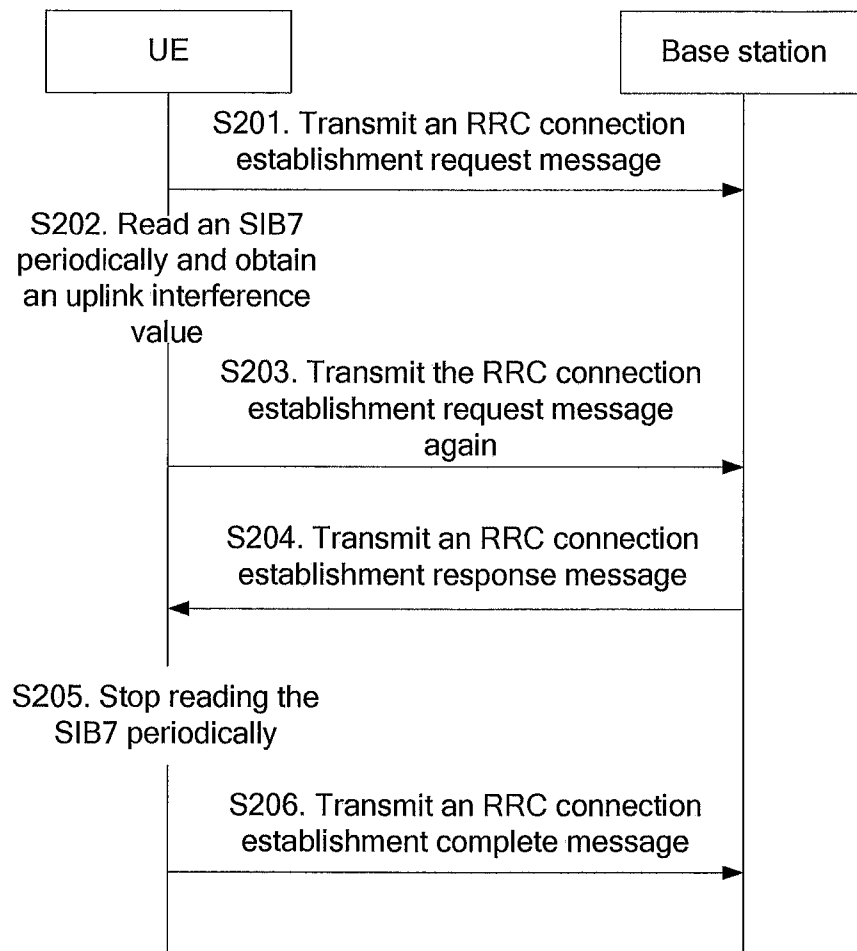 UE
Base station
S201. Transmit an RRC connection
establishment request message
S202. Read an SIB7
periodically and obtain
an uplink interference
value
S203. Transmit the RRC connection
establishment request message
again
S204. Transmit an RRC connection
establishment response message
S205. Stop reading the
SIB7 periodically
S206. Transmit an RRC connection
establishment complete message